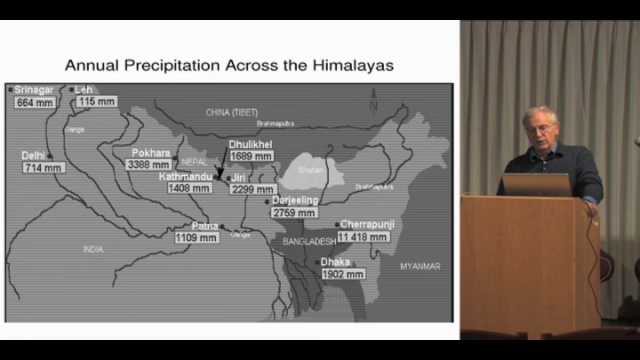 Annual Precipitation Across the Himalayas
Srinagar
664 mm
Leh
115 mm
CHINA (TIBET)
N
Brahmaputra
Ganga
Delhi
714 mm
Pokhara
3388 mm
NEPAL
Dhulikhel
1689 mm
Kathmandu
1408 mm
Jiri
2299 mm
Bhutan
Brahmaputra
Darjeeling
2759 mm
Patna
1109 mm
Ganga
Cherrapunji
11 418 mm
INDIA
BANGLADESH
Dhaka
1902 mm
MYANMAR